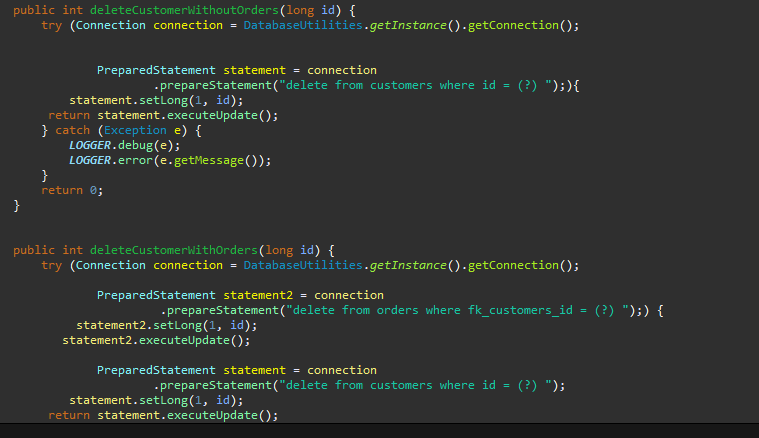 public int deleteCustomerWithoutOrders(long id) {
try (Connection connection = DatabaseUtilities.getInstance().getConnection();
PreparedStatement statement = connection
.prepareStatement("delete from customers where id = (?) ");){
statement.setLong(1, id);
return statement.executeUpdate();
} catch (Exception e) {
LOGGER.debug(e);
LOGGER.error(e.getMessage());
}
return 0;
}
public int deleteCustomerWithOrders(long id) {
try (Connection connection = DatabaseUtilities.getInstance().getConnection();
PreparedStatement statement2 = connection
.prepareStatement("delete from orders where fk_customers_id = (?) ");) {
statement2.setLong(1, id);
statement2.executeUpdate();
PreparedStatement statement = connection
.prepareStatement("delete from customers where id = (?) ");
statement.setLong(1, id);
return statement.executeUpdate();